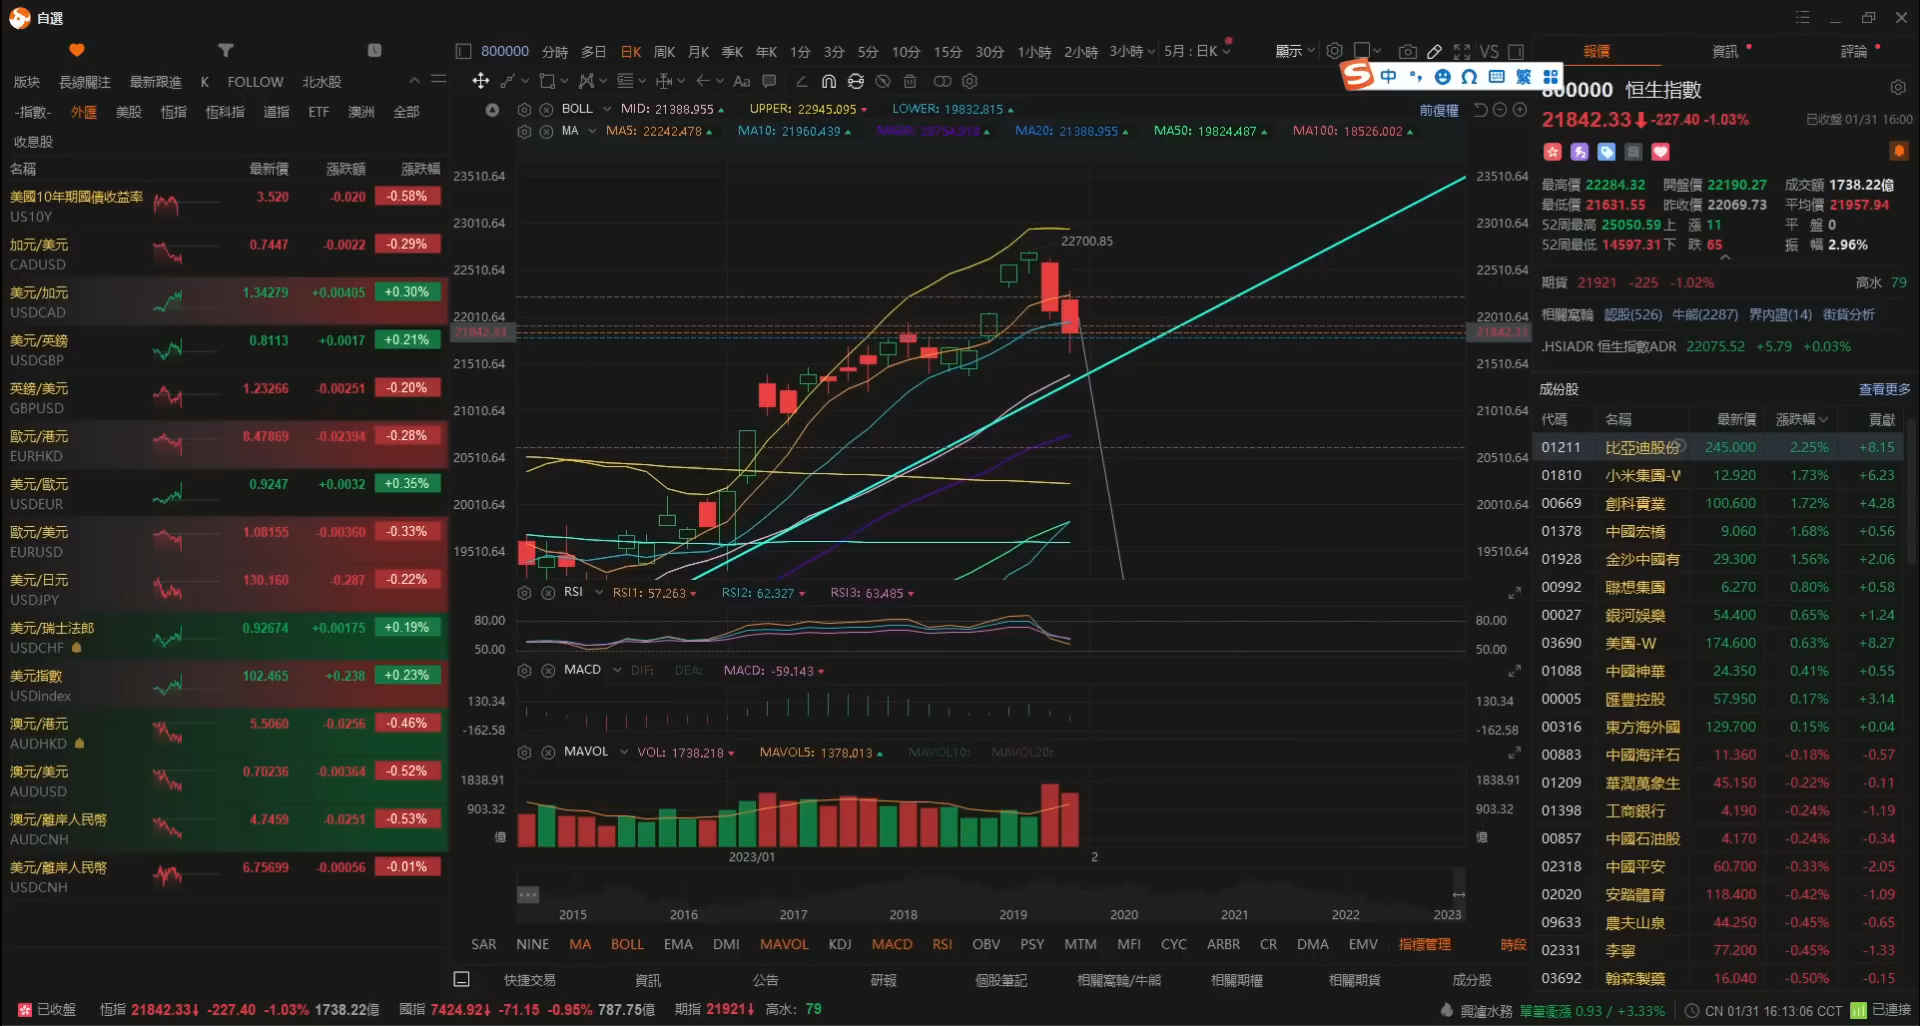 自選
版块 長線關注 最新跟進 K FOLLOW 北水股
-指數- 外匯 美股 恆指 恆科指 道指 ETF 澳洲 全部
收息股
名稱 最新價 漲跌額 漲跌幅
美國10年期國債收益率 3.520 -0.020 -0.58%
US10Y
加元/美元 0.7447 -0.0022 -0.29%
CADUSD
美元/加元 1.34279 +0.00405 +0.30%
USDCAD
美元/英鎊 0.8113 +0.0017 +0.21%
USDGBP
英鎊/美元 1.23266 -0.00251 -0.20%
GBPUSD
歐元/港元 8.47869 -0.02394 -0.28%
EURHKD
美元/歐元 0.9247 +0.0032 +0.35%
USDEUR
歐元/美元 1.08155 -0.00360 -0.33%
EURUSD
美元/日元 130.160 -0.287 -0.22%
USDJPY
美元/瑞士法郎 0.92674 +0.00175 +0.19%
USDCHF
美元指數 102.465 +0.238 +0.23%
USDindex
澳元/港元 5.5060 -0.0256 -0.46%
AUDHKD
澳元/美元 0.70236 -0.00364 -0.52%
AUDUSD
澳元/離岸人民幣 4.7459 -0.0251 -0.53%
AUDCNH
美元/離岸人民幣 6.75699 -0.00056 -0.01%
USDCNH
800000 分時 多日 日K 周K 月K 季K 年K 1分 3分 5分 10分 15分 30分 1小時 2小時 3小時 5月 : 日K 顯示 VS
Aa
S 中 °, 繁
BOLL MID: 21388.955 UPPER: 22945.095 LOWER: 19832.815 前復權
MA MA5: 22242.478 MA10: 21960.439 MA20: 21388.955 MA50: 19824.487 MA100: 18526.002
23510.64 23510.64
23010.64 23010.64
22700.85
22510.64 22510.64
22010.64 22010.64
21842.33 21842.33
21510.64 21510.64
21010.64 21010.64
20510.64 20510.64
20010.64 20010.64
19510.64 19510.64
RSI RSI1: 57.263 RSI2: 62.327 RSI3: 63.485
80.00 80.00
50.00 50.00
MACD DIF: DEA: MACD: -59.143
130.34 130.34
-162.58 -162.58
MAVOL VOL: 1738.218 MAVOL5: 1378.013 MAVOL10: MAVOL20:
1838.91 1838.91
903.32 903.32
億 億
2023/01 2
2015 2016 2017 2018 2019 2020 2021 2022 2023
SAR NINE MA BOLL EMA DMI MAVOL KDJ MACD RSI OBV PSY MTM MFI CYC ARBR CR DMA EMV 指標管理 時段
快捷交易 資訊 公告 研報 個股筆記 相關窩輪/牛熊 相關期權 相關期貨 成分股
報價 資訊 評論
800000 恒生指數
21842.33 -227.40 -1.03% 已收盤 01/31 16:00
最高價 22284.32 開盤價 22190.27 成交額 1738.22億
最低價 21631.55 昨收價 22069.73 平均價 21957.94
52周最高 25050.59 上 漲 11 平 盤 0
52周最低 14597.31 下 跌 65 振 幅 2.96%
期貨 21921 -225 -1.02% 高水 79
相關窩輪 認股(526) 牛熊(2287) 界內證(14) 街貨分析
.HSIADR 恒生指數ADR 22075.52 +5.79 +0.03%
成份股 查看更多
代碼 名稱 最新價 漲跌幅 貢獻
01211 比亞迪股份 245.000 2.25% +8.15
01810 小米集團-W 12.920 1.73% +6.23
00669 創科實業 100.600 1.72% +4.28
01378 中國宏橋 9.060 1.68% +0.56
01928 金沙中國有 29.300 1.56% +2.06
00992 聯想集團 6.270 0.80% +0.58
00027 銀河娛樂 54.400 0.65% +1.24
03690 美團-W 174.600 0.63% +8.27
01088 中國神華 24.350 0.41% +0.55
00005 匯豐控股 57.950 0.17% +3.14
00316 東方海外國 129.700 0.15% +0.04
00883 中國海洋石 11.360 -0.18% -0.57
01209 華潤萬象生 45.150 -0.22% -0.11
01398 工商銀行 4.190 -0.24% -1.19
00857 中國石油股 4.170 -0.24% -0.34
02318 中國平安 60.700 -0.33% -2.05
02020 安踏體育 118.400 -0.42% -1.09
09633 農夫山泉 44.250 -0.45% -0.65
02331 李寧 77.200 -0.45% -1.33
03692 翰森製藥 16.040 -0.50% -0.15
已收盤 恆指 21842.33 -227.40 -1.03% 1738.22億 國指 7424.92 -71.15 -0.95% 787.75億 期指 21921 高水: 79 興瀘水務 單筆衝漲 0.93 / +3.33% CN 01/31 16:13:06 CCT 已連接